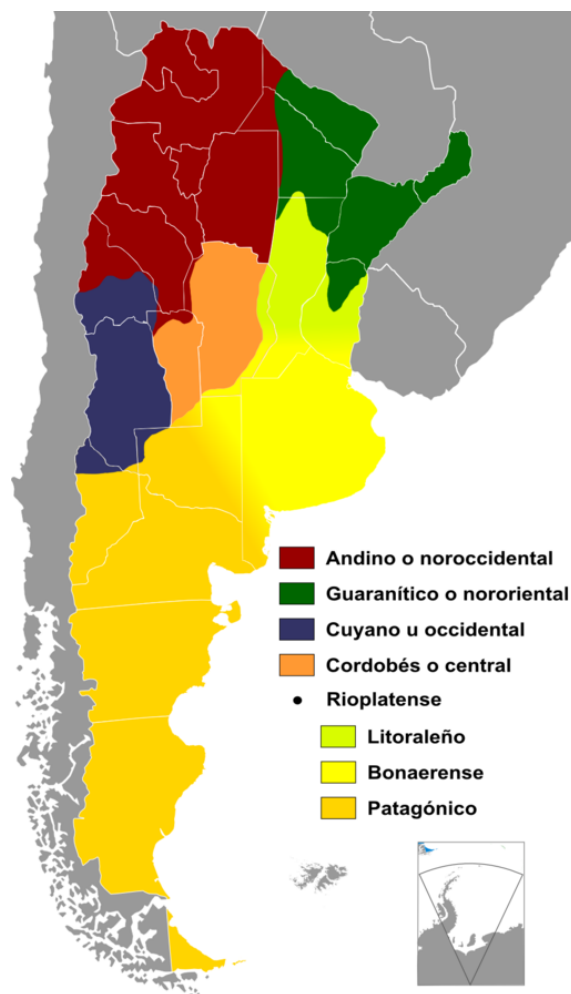 Andino o noroccidental
Guaranítico o nororiental
Cuyano u occidental
Cordobés o central
Rioplatense
Litoraleño
Bonaerense
Patagónico